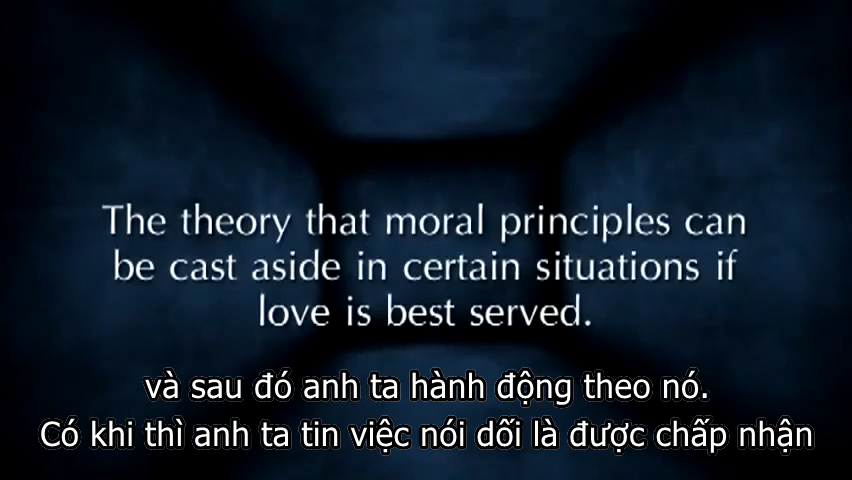 The theory that moral principles can
be cast aside in certain situations if
love is best served.
và sau đó anh ta hành động theo nó.
Có khi thì anh ta tin việc nói dối là được chấp nhận